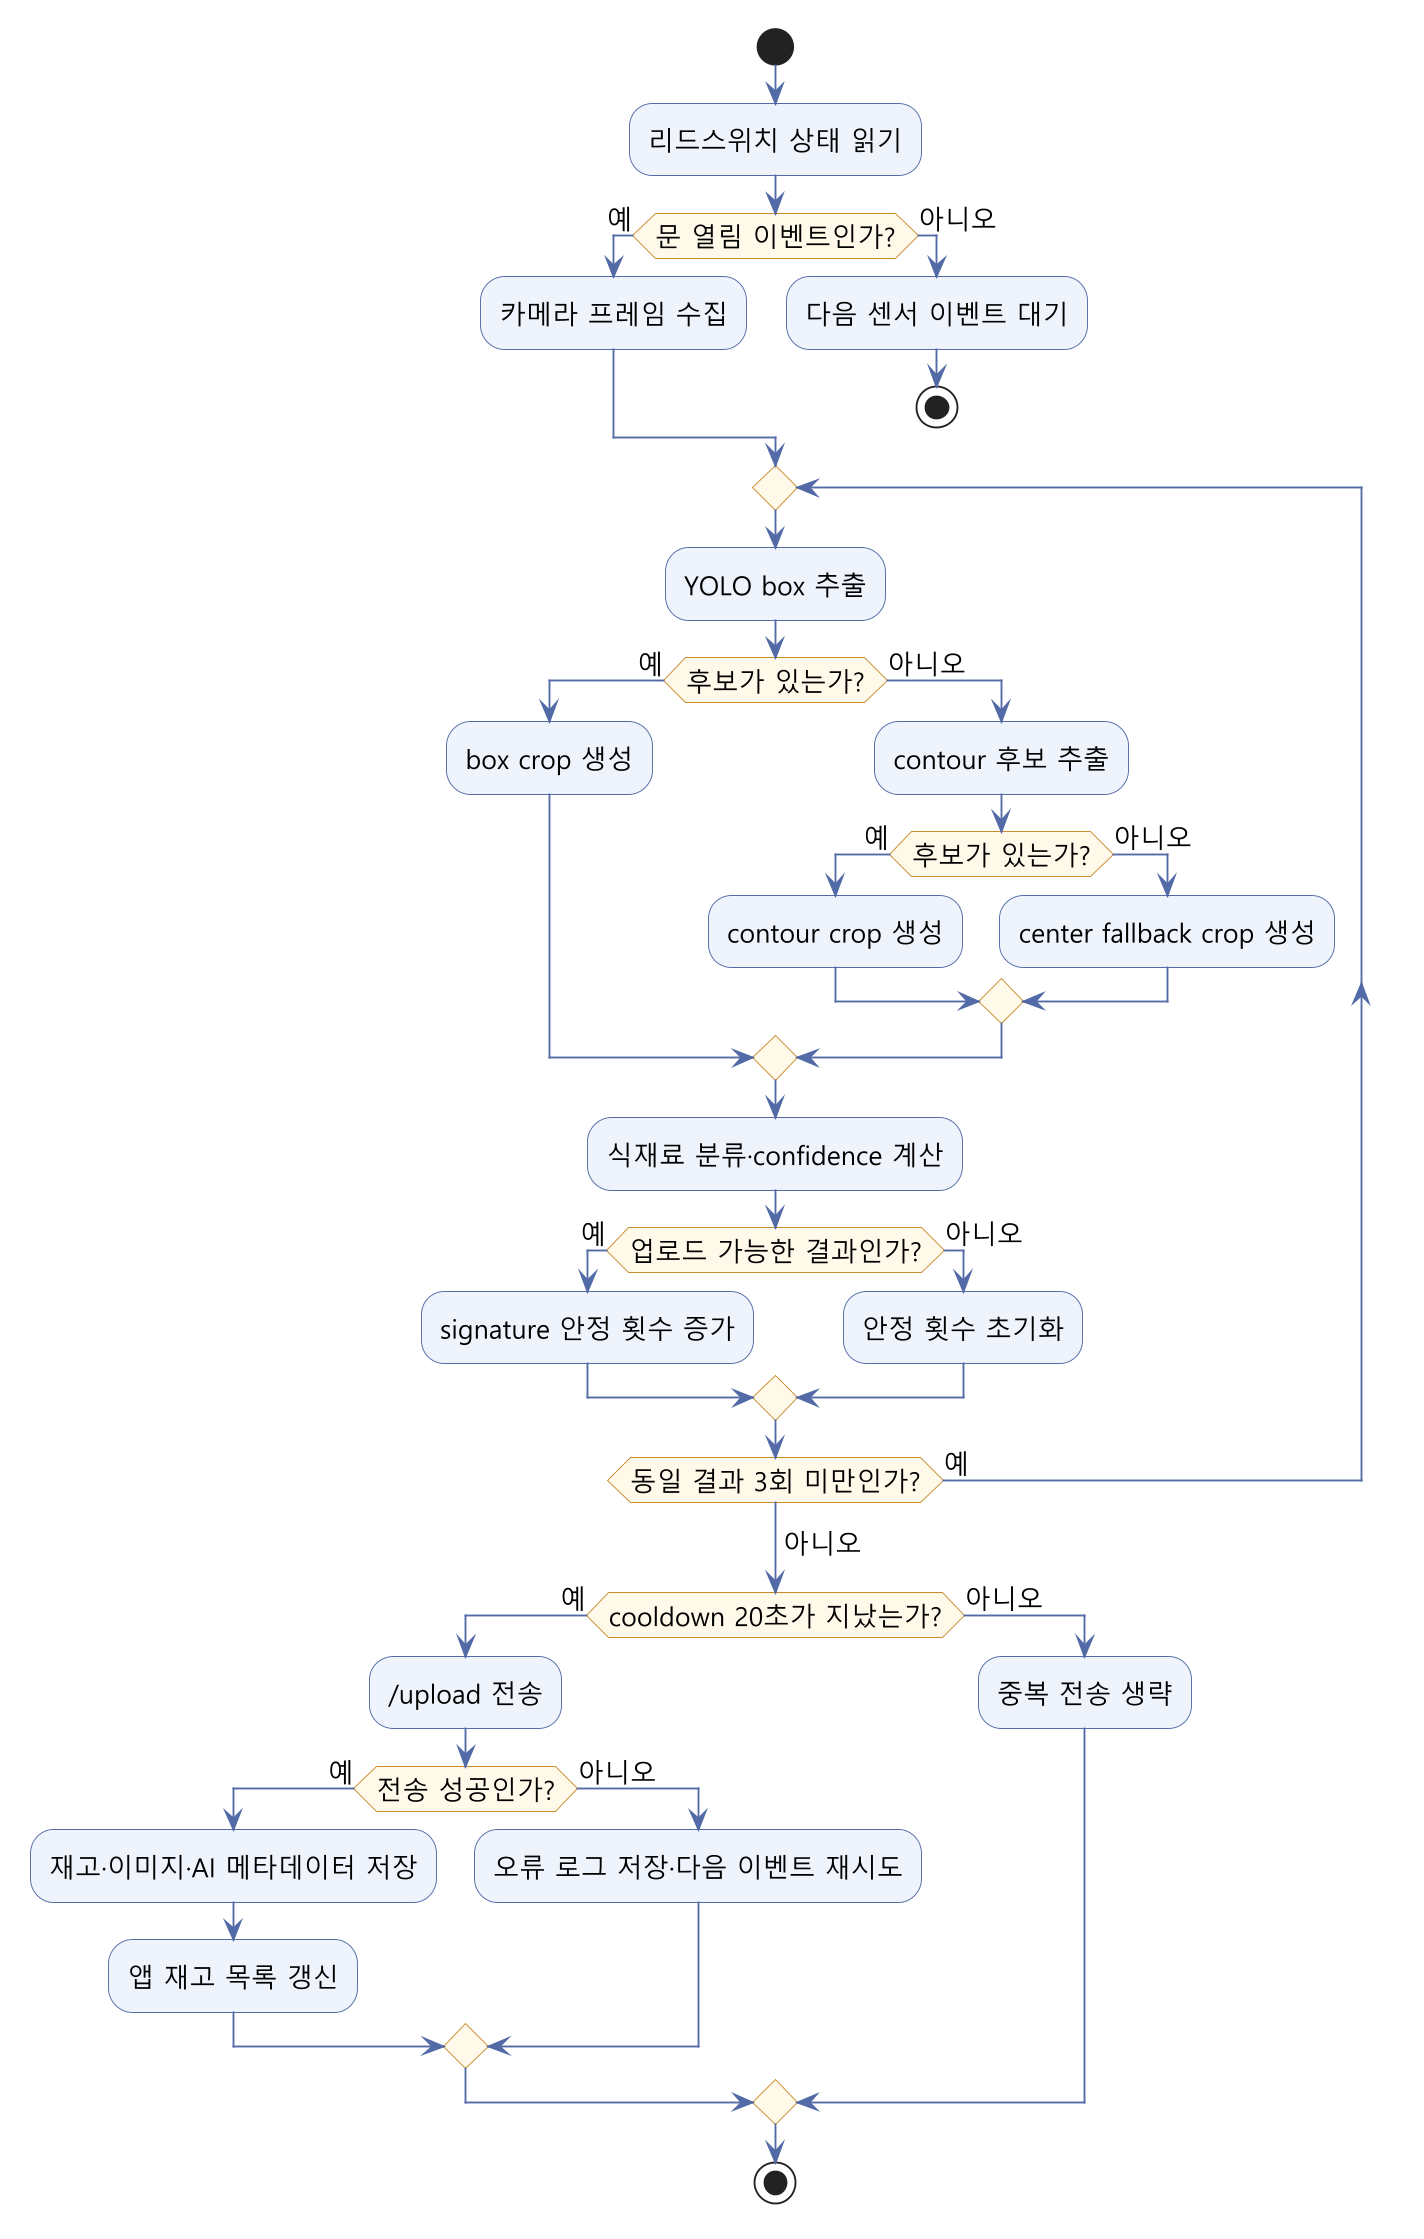 리드스위치 상태 읽기
예
문 열림 이벤트인가?
아니오
카메라 프레임 수집
다음 센서 이벤트 대기
YOLO box 추출
예
후보가 있는가?
아니오
box crop 생성
contour 후보 추출
예
후보가 있는가?
아니오
contour crop 생성
center fallback crop 생성
식재료 분류·confidence 계산
예
업로드 가능한 결과인가?
아니오
signature 안정 횟수 증가
안정 횟수 초기화
동일 결과 3회 미만인가?
예
아니오
예
cooldown 20초가 지났는가?
아니오
/upload 전송
중복 전송 생략
예
전송 성공인가?
아니오
재고·이미지·AI 메타데이터 저장
오류 로그 저장·다음 이벤트 재시도
앱 재고 목록 갱신